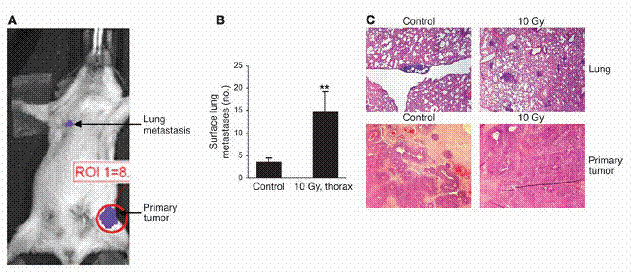 A
Lung
metastasis
ROI 1=8.
Primary
tumor
B
Surface lung
metastases (no.)
25
20
15
10
5
0
**
Control
10 Gy, thorax
C
Control
10 Gy
Lung
Control
10 Gy
Primary
tumor